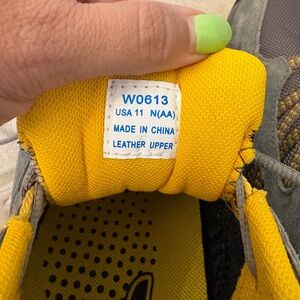 W0613
USA 11 N(AA)
MADE IN CHINA
LEATHER UPPER